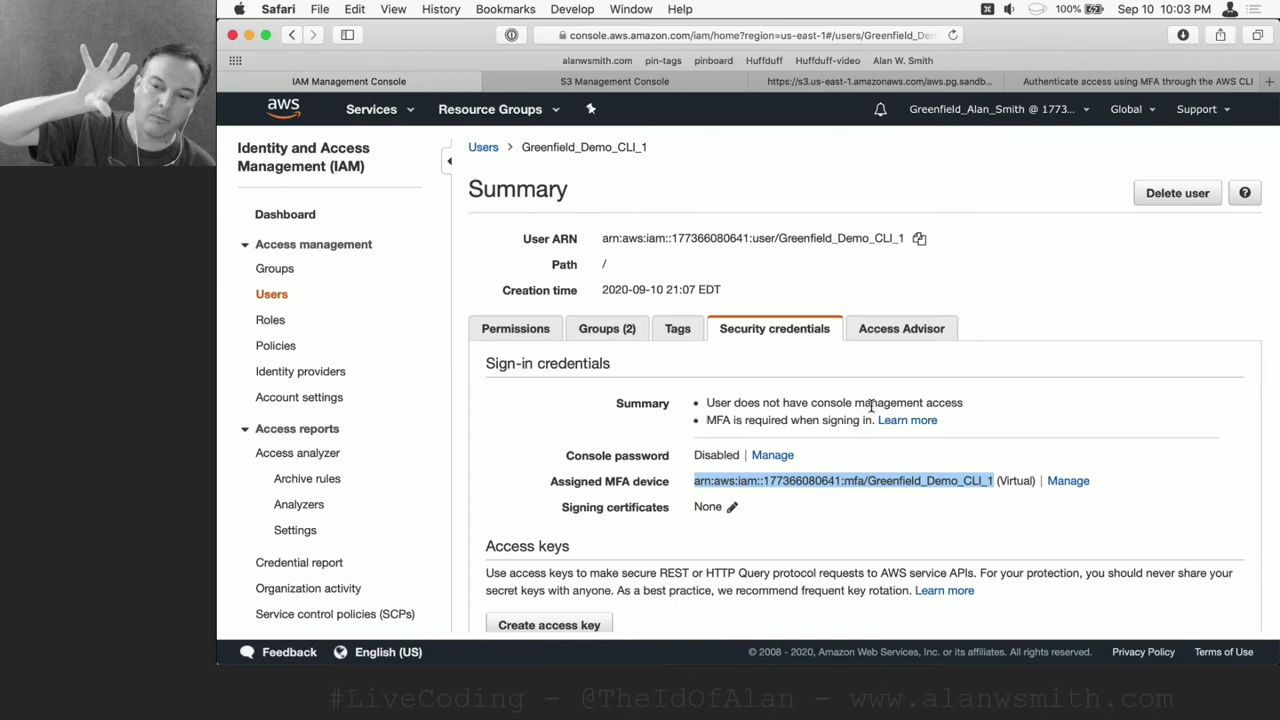 Safari File Edit View History Bookmarks Develop Window Help 100% Sep 10 10:03 PM
console.aws.amazon.com/iam/home?region=us-east-1#/users/Greenfield_De...
alanwsmith.com pin-tags pinboard Huffduff Huffduff-video Alan W. Smith
IAM Management Console S3 Management Console https://s3.us-east-1.amazonaws.com/aws.pg.sandb... Authenticate access using MFA through the AWS CLI
aws Services Resource Groups Greenfield_Alan_Smith @ 1773... Global Support
Identity and Access
Management (IAM)
Dashboard
Access management
Groups
Users
Roles
Policies
Identity providers
Account settings
Access reports
Access analyzer
Archive rules
Analyzers
Settings
Credential report
Organization activity
Service control policies (SCPs)
Users > Greenfield_Demo_CLI_1
Summary
Delete user
User ARN arn:aws:iam::177366080641:user/Greenfield_Demo_CLI_1
Path /
Creation time 2020-09-10 21:07 EDT
Permissions Groups (2) Tags Security credentials Access Advisor
Sign-in credentials
Summary • User does not have console management access
• MFA is required when signing in. Learn more
Console password Disabled | Manage
Assigned MFA device arn:aws:iam::177366080641:mfa/Greenfield_Demo_CLI_1 (Virtual) | Manage
Signing certificates None
Access keys
Use access keys to make secure REST or HTTP Query protocol requests to AWS service APIs. For your protection, you should never share your
secret keys with anyone. As a best practice, we recommend frequent key rotation. Learn more
Create access key
Feedback English (US) © 2008 - 2020, Amazon Web Services, Inc. or its affiliates. All rights reserved. Privacy Policy Terms of Use
#LiveCoding - @TheIdOfAlan - www.alanwsmith.com